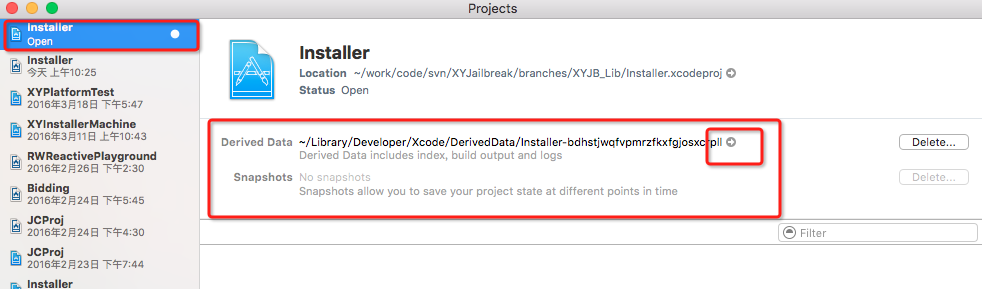 Projects
Installer
Open
Installer
今天 上午10:25
XYPlatformTest
2016年3月18日 下午5:47
XYInstallerMachine
2016年3月11日 上午10:43
RWReactivePlayground
2016年2月26日 下午2:30
Bidding
2016年2月24日 下午5:45
JCProj
2016年2月24日 下午4:30
JCProj
2016年2月23日 下午7:44
Installer
Installer
Location ~/work/code/svn/XYJailbreak/branches/XYJB_Lib/Installer.xcodeproj
Status Open
Derived Data ~/Library/Developer/Xcode/DerivedData/Installer-bdhstjwqfvpmrzfkxfgjosxcrpll Delete...
Derived Data includes index, build output and logs
Snapshots No snapshots Delete...
Snapshots allow you to save your project state at different points in time
Filter